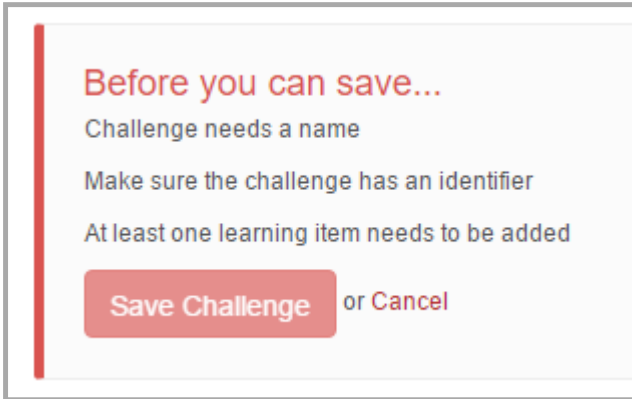 Before you can save...
Challenge needs a name
Make sure the challenge has an identifier
At least one learning item needs to be added
Save Challenge or Cancel